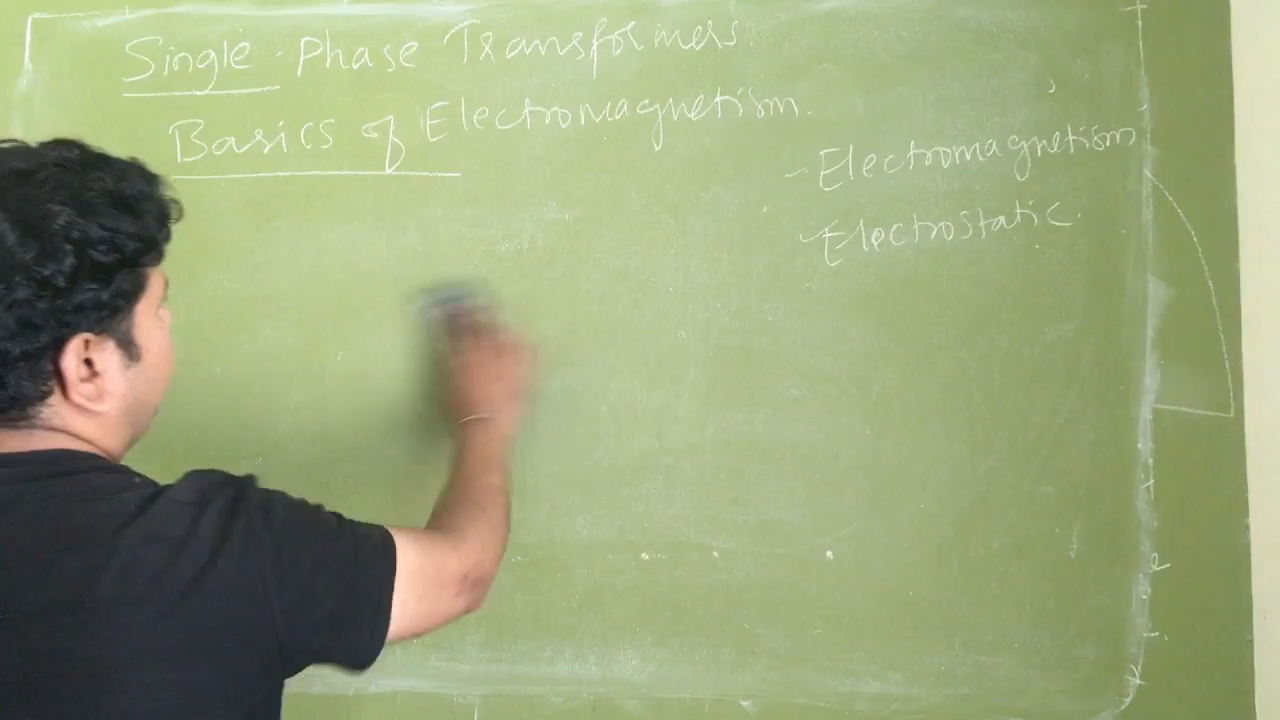 Single-Phase Transformers.
Basics of Electromagnetism.
- Electromagnetism
- Electrostatic.